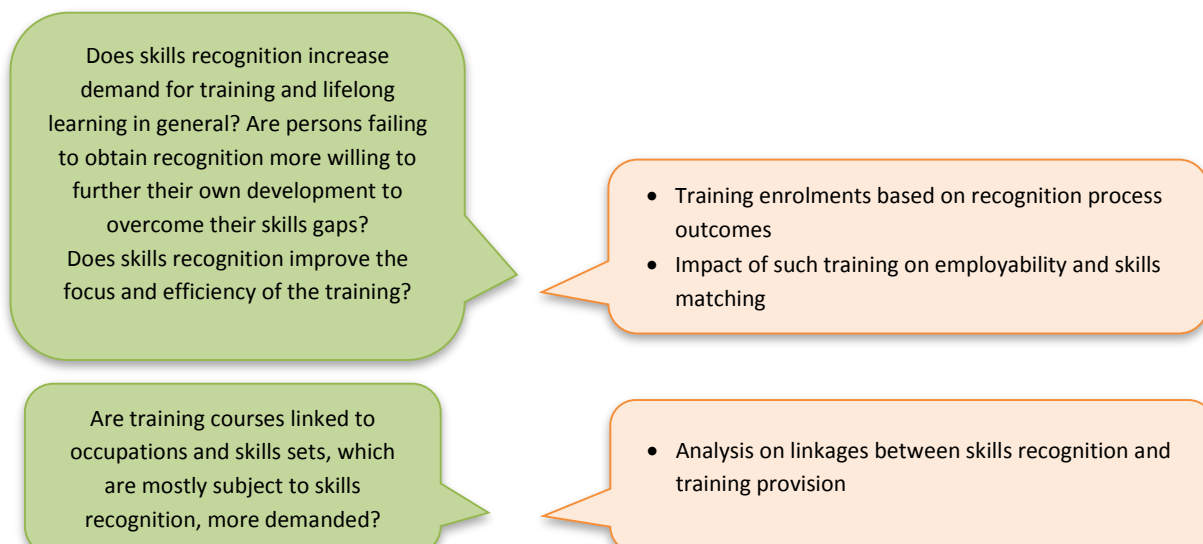 Does skills recognition increase
demand for training and lifelong
learning in general? Are persons failing
to obtain recognition more willing to
further their own development to
overcome their skills gaps?
Does skills recognition improve the
focus and efficiency of the training?
• Training enrolments based on recognition process
outcomes
• Impact of such training on employability and skills
matching
Are training courses linked to
occupations and skills sets, which
are mostly subject to skills
recognition, more demanded?
• Analysis on linkages between skills recognition and
training provision